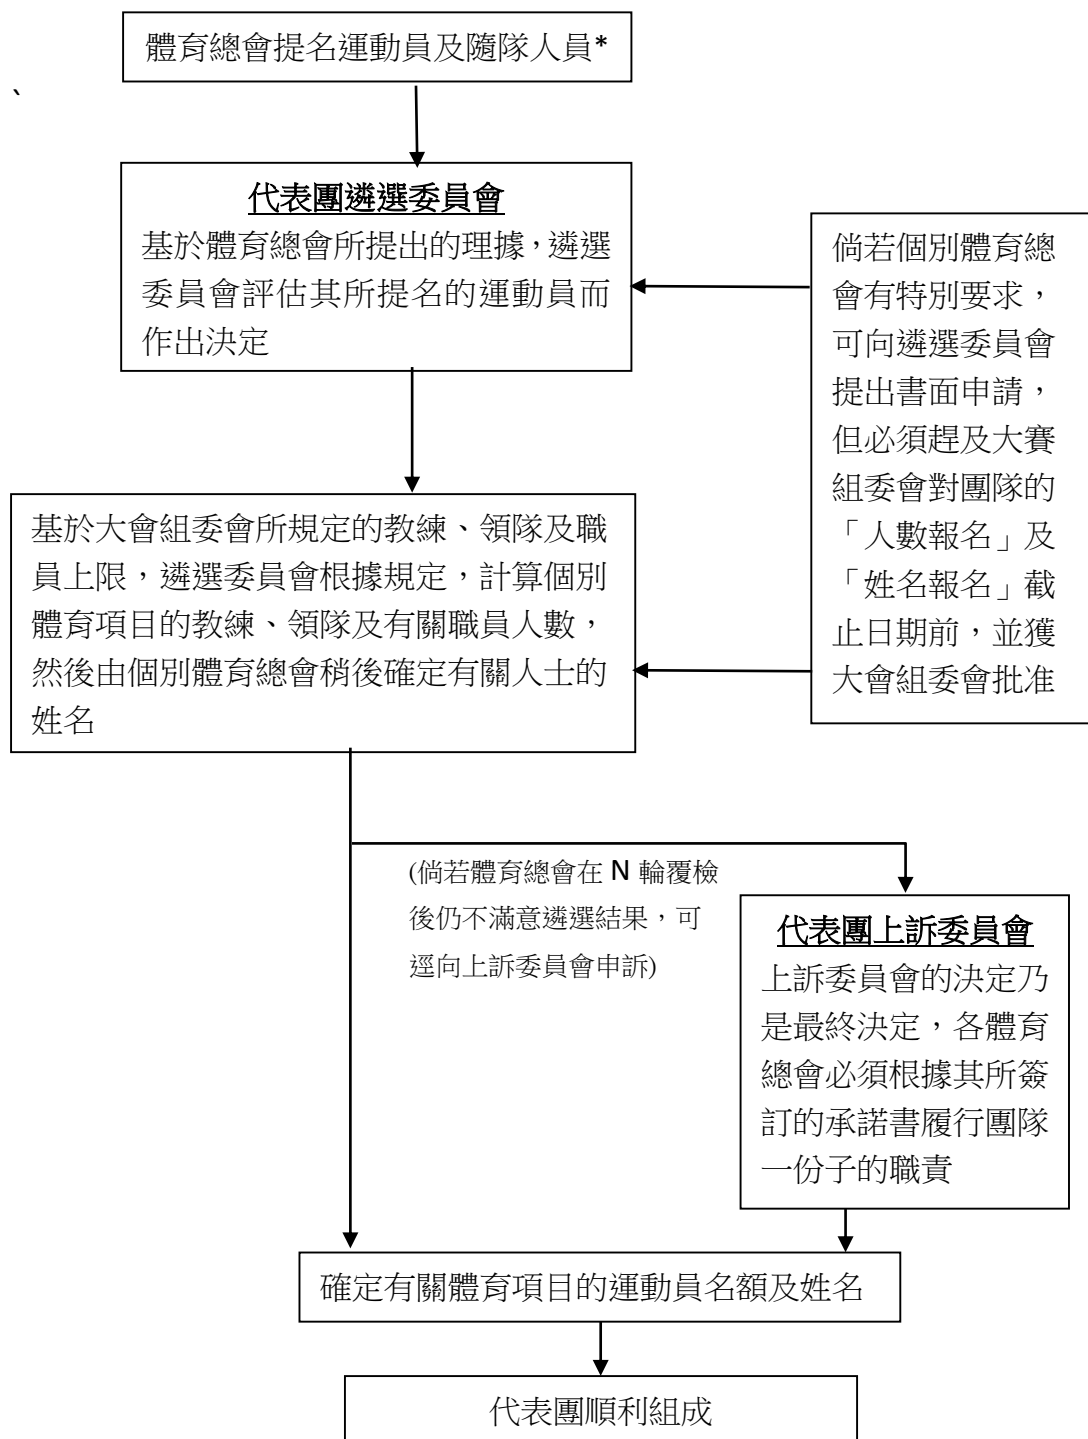 體育總會提名運動員及隨隊人員*
、
代表團遴選委員會
基於體育總會所提出的理據，遴選
委員會評估其所提名的運動員而
作出決定
倘若個別體育總
會有特別要求，
可向遴選委員會
提出書面申請，
但必須趕及大賽
組委會對團隊的
「人數報名」及
「姓名報名」截
止日期前，並獲
大會組委會批准
基於大會組委會所規定的教練、領隊及職
員上限，遴選委員會根據規定，計算個別
體育項目的教練、領隊及有關職員人數，
然後由個別體育總會稍後確定有關人士的
姓名
(倘若體育總會在 N 輪覆檢
後仍不滿意遴選結果，可
逕向上訴委員會申訴)
代表團上訴委員會
上訴委員會的決定乃
是最終決定，各體育
總會必須根據其所簽
訂的承諾書履行團隊
一份子的職責
確定有關體育項目的運動員名額及姓名
代表團順利組成